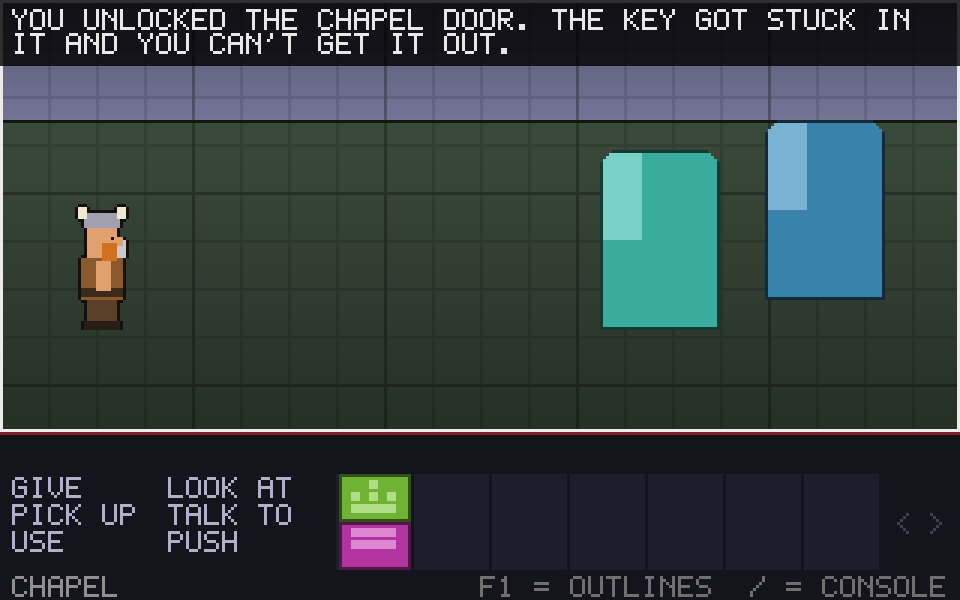 YOU UNLOCKED THE CHAPEL DOOR. THE KEY GOT STUCK IN
IT AND YOU CAN'T GET IT OUT.
GIVE LOOK AT
PICK UP TALK TO
USE PUSH
< >
CHAPEL F1 = OUTLINES / = CONSOLE